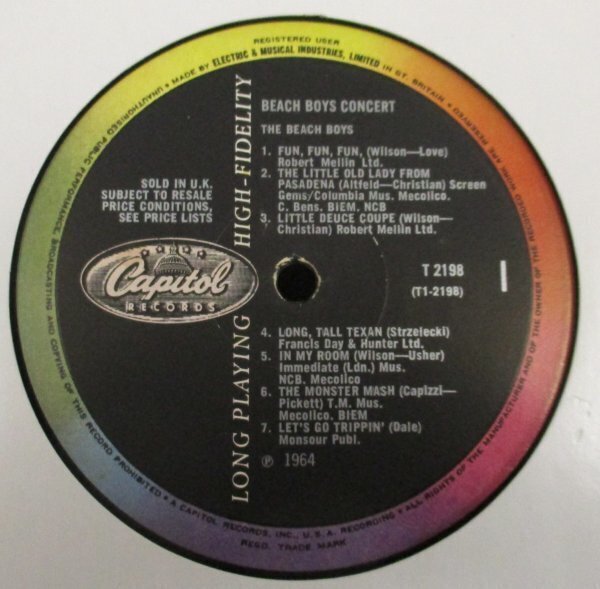 REGISTERED USER
• MADE BY ELECTRIC & MUSICAL INDUSTRIES, LIMITED IN GT. BRITAIN •
BEACH BOYS CONCERT
THE BEACH BOYS
1. FUN, FUN, FUN, (Wilson—Love)
Robert Mellin Ltd.
2. THE LITTLE OLD LADY FROM
PASADENA (Altfeld—Christian) Screen
Gems/Columbia Mus. Mecolico.
C. Bens. BIEM. NCB
3. LITTLE DEUCE COUPE (Wilson—
Christian) Robert Mellin Ltd.
SOLD IN U.K.
SUBJECT TO RESALE
PRICE CONDITIONS,
SEE PRICE LISTS
Capitol
RECORDS
LONG PLAYING HIGH-FIDELITY
T 2198
(T1-2198)
1
4. LONG, TALL TEXAN (Strzelecki)
Francis Day & Hunter Ltd.
5. IN MY ROOM (Wilson—Usher)
Immediate (Ldn.) Mus.
NCB. Mecolico
6. THE MONSTER MASH (Capizzi—
Pickett) T.M. Mus.
Mecolico. BIEM
7. LET'S GO TRIPPIN' (Dale)
Monsour Publ.
℗ 1964
ALL RIGHTS OF THE MANUFACTURER AND OF THE OWNER OF THE RECORDED WORK ARE RESERVED
UNAUTHORISED PUBLIC PERFORMANCE, BROADCASTING AND COPYING OF THIS RECORD PROHIBITED •
A CAPITOL RECORDS, INC., U.S.A. RECORDING •
REGD. TRADE MARK